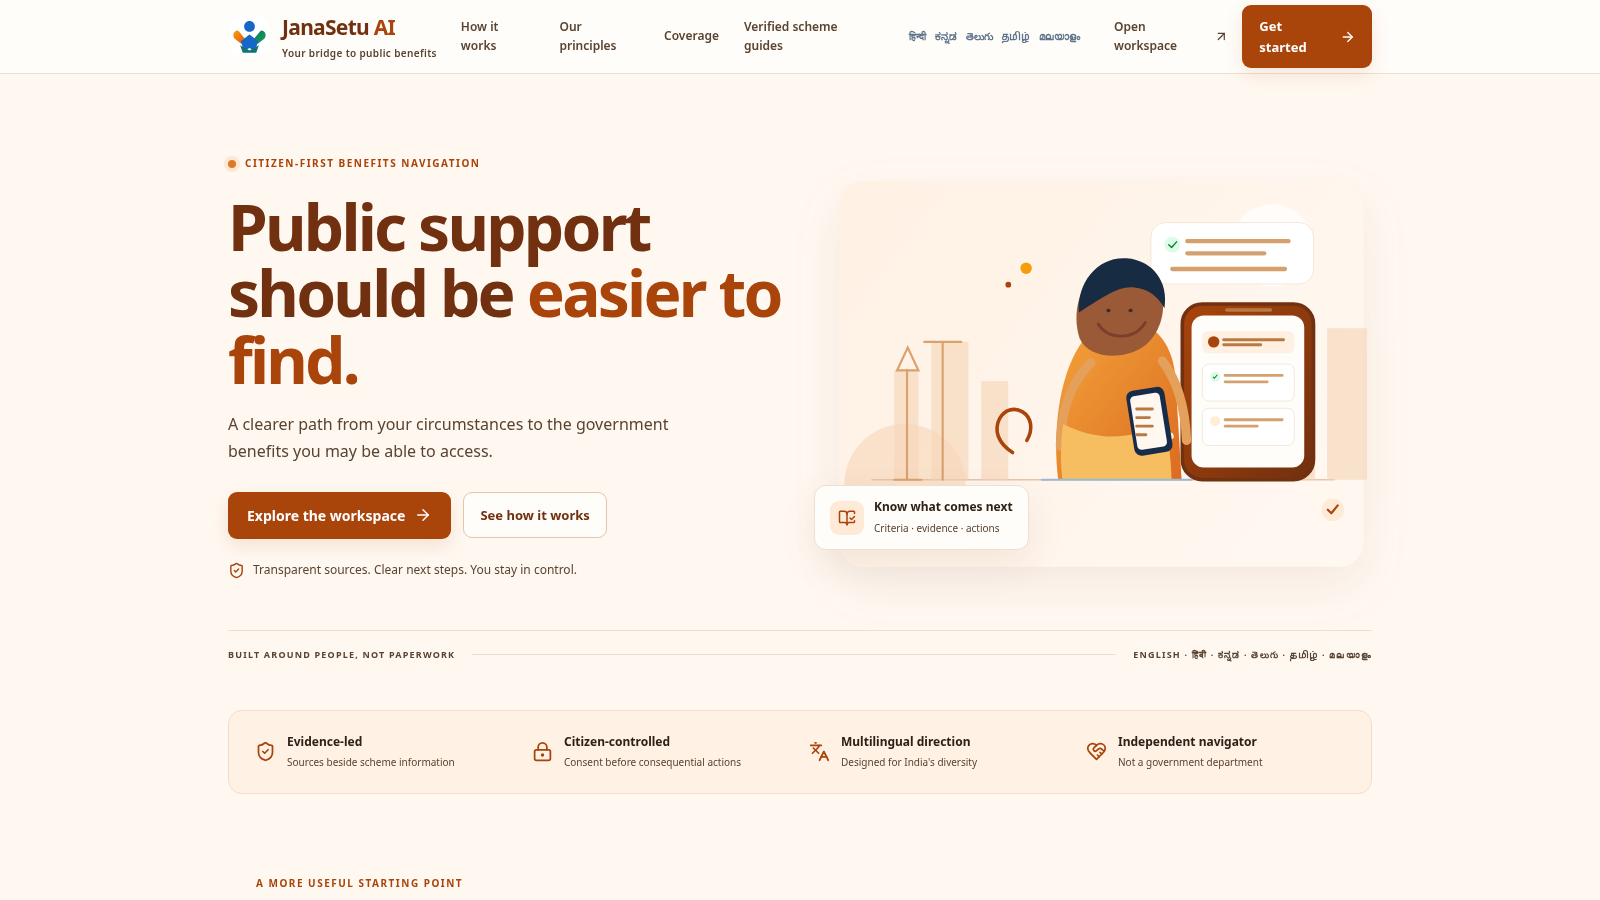 JanaSetu AI
Your bridge to public benefits
How it works
Our principles
Coverage
Verified scheme guides
हिन्दी ಕನ್ನಡ తెలుగు தமிழ் മലയാളം
Open workspace
Get started
CITIZEN-FIRST BENEFITS NAVIGATION
Public support
should be easier to
find.
A clearer path from your circumstances to the government
benefits you may be able to access.
Explore the workspace
See how it works
Transparent sources. Clear next steps. You stay in control.
Know what comes next
Criteria · evidence · actions
BUILT AROUND PEOPLE, NOT PAPERWORK
ENGLISH · हिन्दी · ಕನ್ನಡ · తెలుగు · தமிழ் · മലയാളം
Evidence-led
Sources beside scheme information
Citizen-controlled
Consent before consequential actions
Multilingual direction
Designed for India's diversity
Independent navigator
Not a government department
A MORE USEFUL STARTING POINT